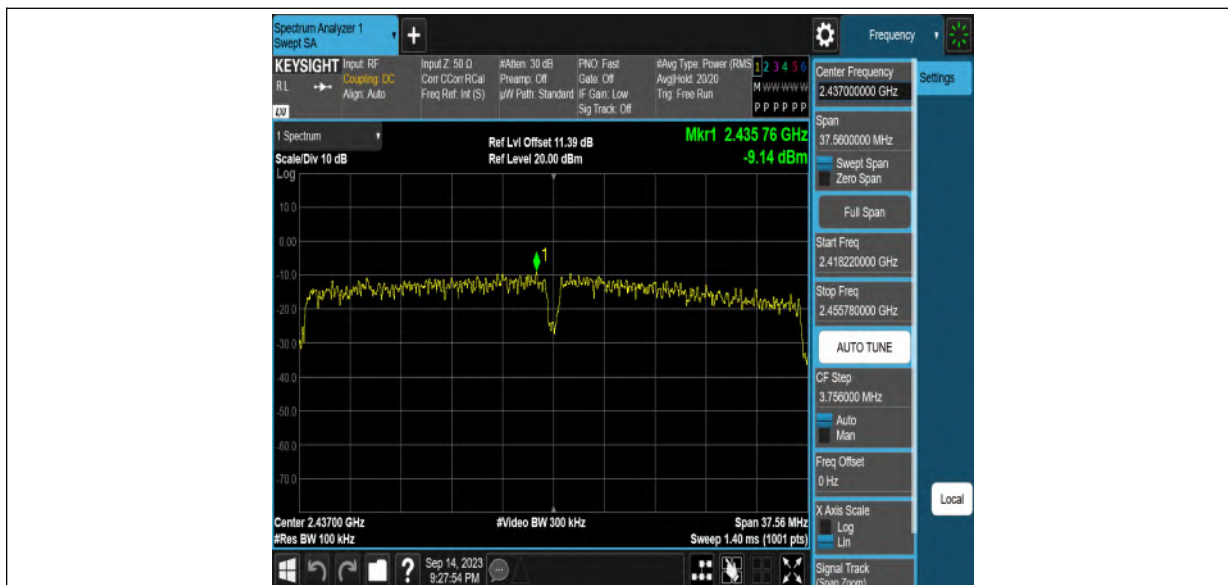 Spectrum Analyzer 1
Swept SA
+
Frequency
KEYSIGHT
RL
LXI
Input: RF
Coupling: DC
Align: Auto
Input Z: 50 Ω
Corr CCorr RCal
Freq Ref: Int (S)
#Atten: 30 dB
Preamp: Off
µW Path: Standard
PNO: Fast
Gate: Off
IF Gain: Low
Sig Track: Off
#Avg Type: Power (RMS
Avg|Hold: 20/20
Trig: Free Run
1 2 3 4 5 6
M W W W W W
P P P P P P
1 Spectrum
Scale/Div 10 dB
Log
Ref Lvl Offset 11.39 dB
Ref Level 20.00 dBm
Mkr1 2.435 76 GHz
-9.14 dBm
10.0
0.00
-10.0
-20.0
-30.0
-40.0
-50.0
-60.0
-70.0
1
Center 2.43700 GHz
#Res BW 100 kHz
#Video BW 300 kHz
Span 37.56 MHz
Sweep 1.40 ms (1001 pts)
Center Frequency
2.437000000 GHz
Settings
Span
37.5600000 MHz
Swept Span
Zero Span
Full Span
Start Freq
2.418220000 GHz
Stop Freq
2.455780000 GHz
AUTO TUNE
CF Step
3.756000 MHz
Auto
Man
Freq Offset
0 Hz
X Axis Scale
Log
Lin
Local
Signal Track
(Span Zoom)
?
Sep 14, 2023
9:27:54 PM